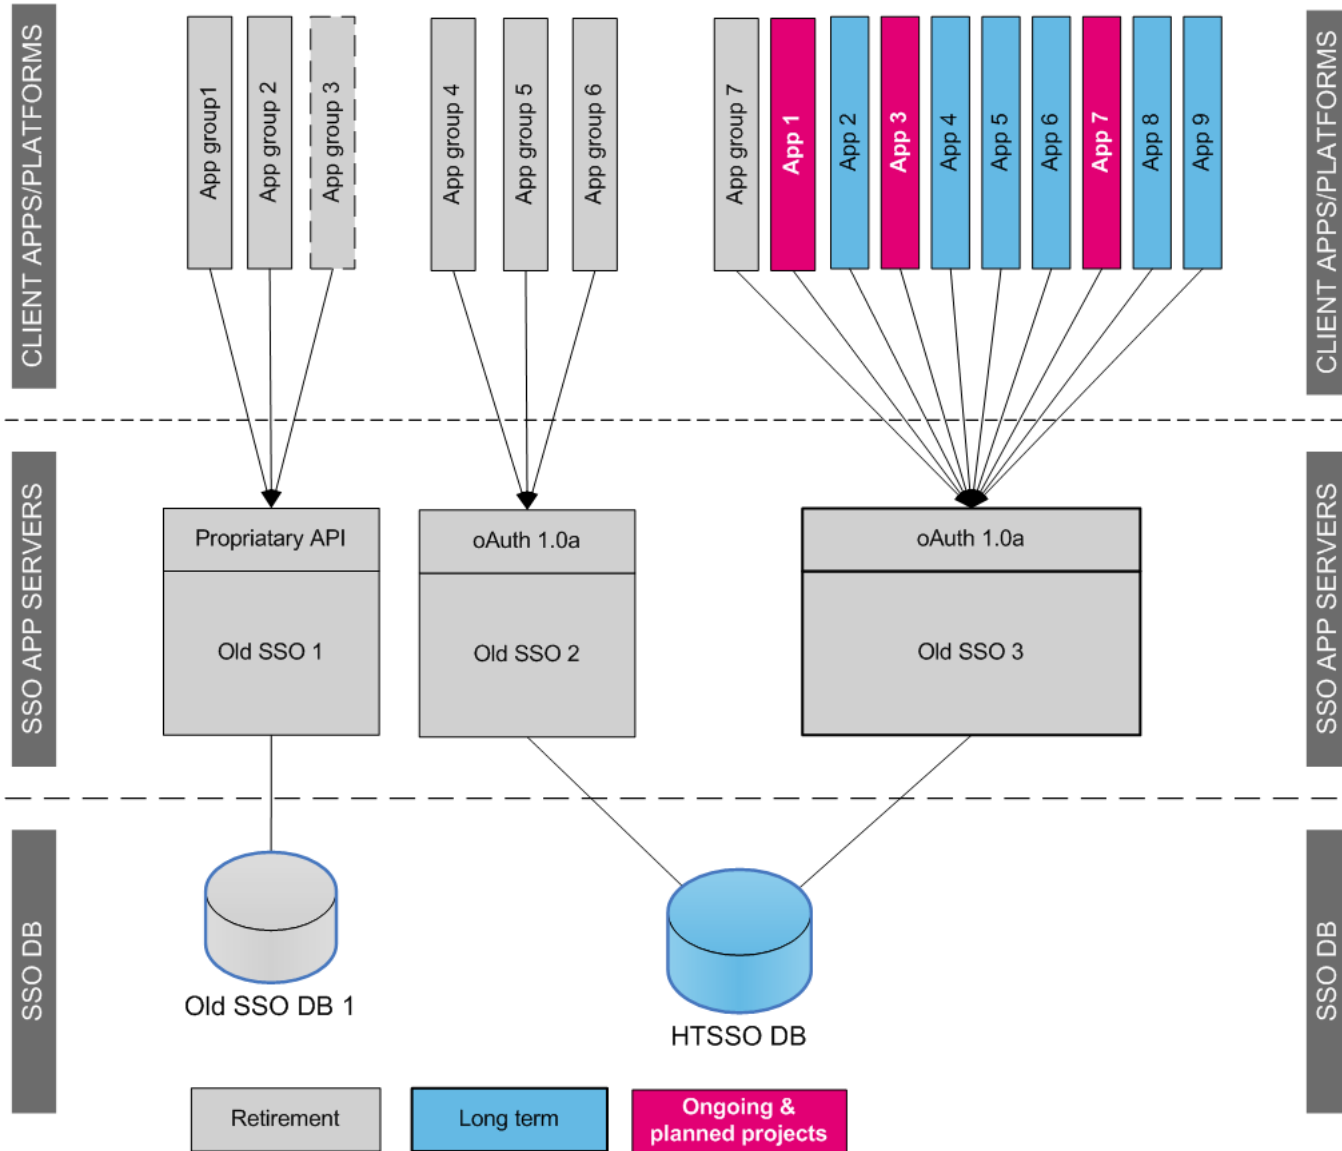 CLIENT APPS/PLATFORMS
App group1
App group 2
App group 3
App group 4
App group 5
App group 6
App group 7
App 1
App 2
App 3
App 4
App 5
App 6
App 7
App 8
App 9
CLIENT APPS/PLATFORMS
SSO APP SERVERS
Propriatary API
Old SSO 1
oAuth 1.0a
Old SSO 2
oAuth 1.0a
Old SSO 3
SSO APP SERVERS
SSO DB
Old SSO DB 1
HTSSO DB
SSO DB
Retirement
Long term
Ongoing &
planned projects